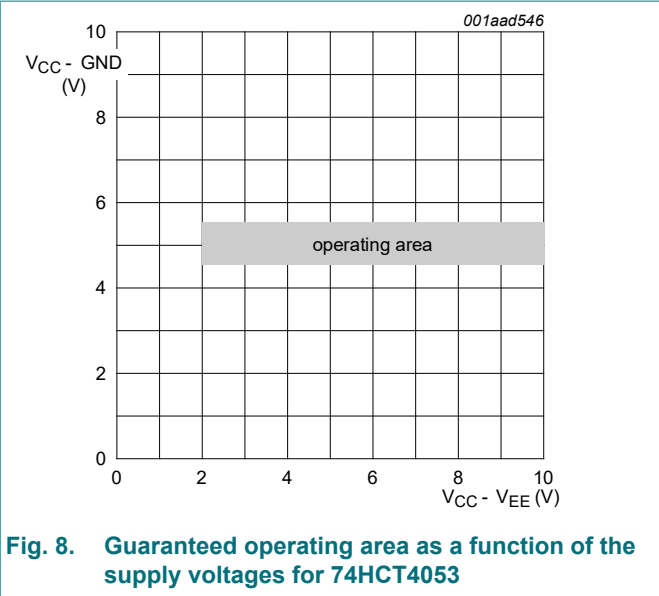 001aad546
10
VCC - GND
(V)
8
6
operating area
4
2
0
0 2 4 6 8 10
VCC - VEE (V)
Fig. 8. Guaranteed operating area as a function of the
supply voltages for 74HCT4053